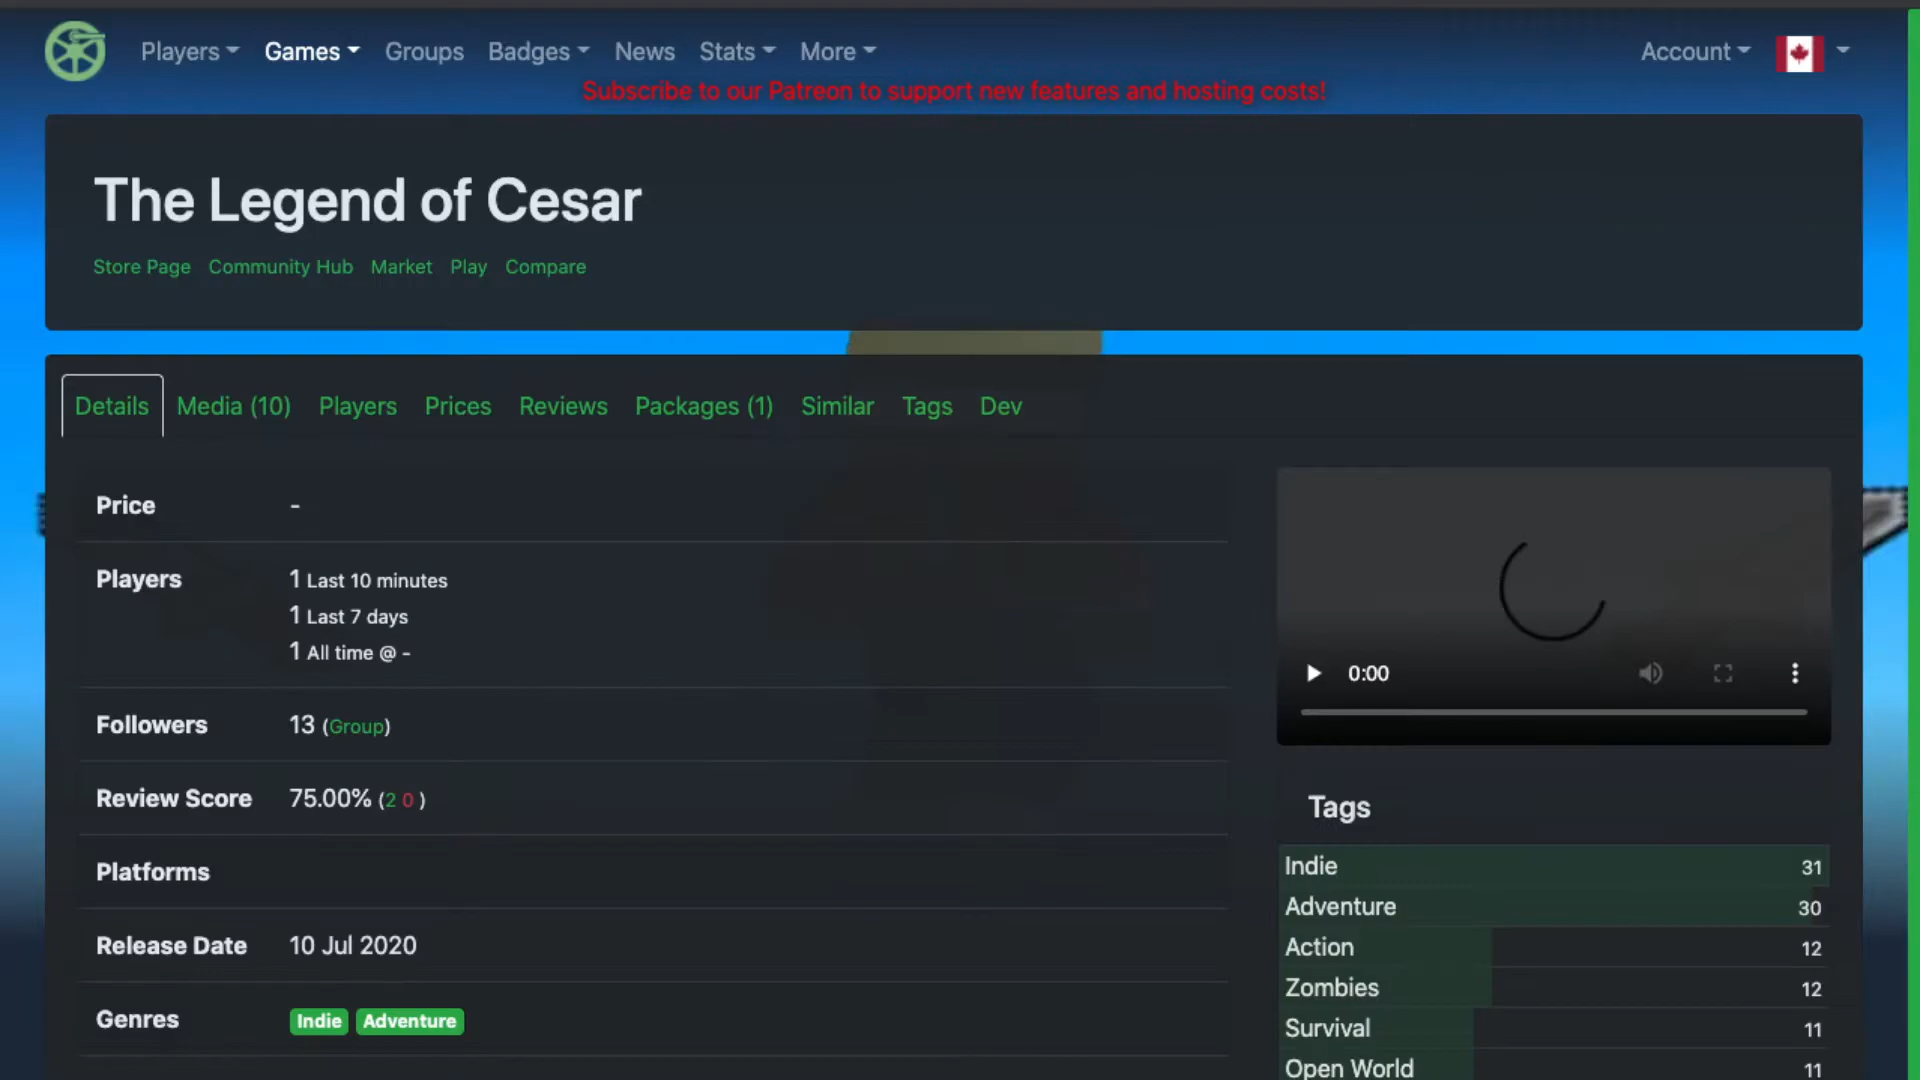 Players Games Groups Badges News Stats More Account
Subscribe to our Patreon to support new features and hosting costs!
The Legend of Cesar
Store Page Community Hub Market Play Compare
Details Media (10) Players Prices Reviews Packages (1) Similar Tags Dev
Price -
Players 1 Last 10 minutes
1 Last 7 days
1 All time @ -
Followers 13 (Group)
Review Score 75.00% (2 0 )
Platforms
Release Date 10 Jul 2020
Genres Indie Adventure
0:00
Tags
Indie 31
Adventure 30
Action 12
Zombies 12
Survival 11
Open World 11